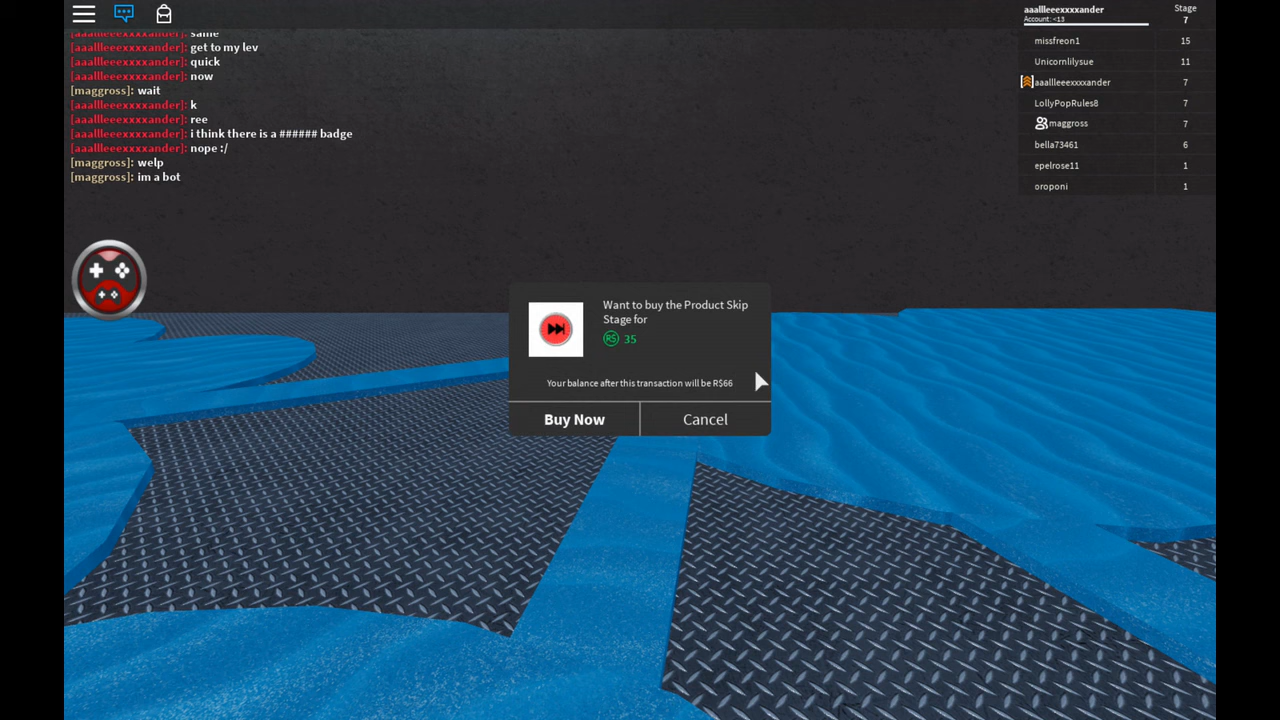 [aaallleeexxxxander]: same
[aaallleeexxxxander]: get to my lev
[aaallleeexxxxander]: quick
[aaallleeexxxxander]: now
[maggross]: wait
[aaallleeexxxxander]: k
[aaallleeexxxxander]: ree
[aaallleeexxxxander]: i think there is a ###### badge
[aaallleeexxxxander]: nope :/
[maggross]: welp
[maggross]: im a bot
aaallleeexxxxander
Account: <13
Stage
7
missfreon1 15
Unicornlilysue 11
aaallleeexxxxander 7
LollyPopRules8 7
maggross 7
bella73461 6
epelrose11 1
oroponi 1
Want to buy the Product Skip
Stage for
R$ 35
Your balance after this transaction will be R$66
Buy Now Cancel